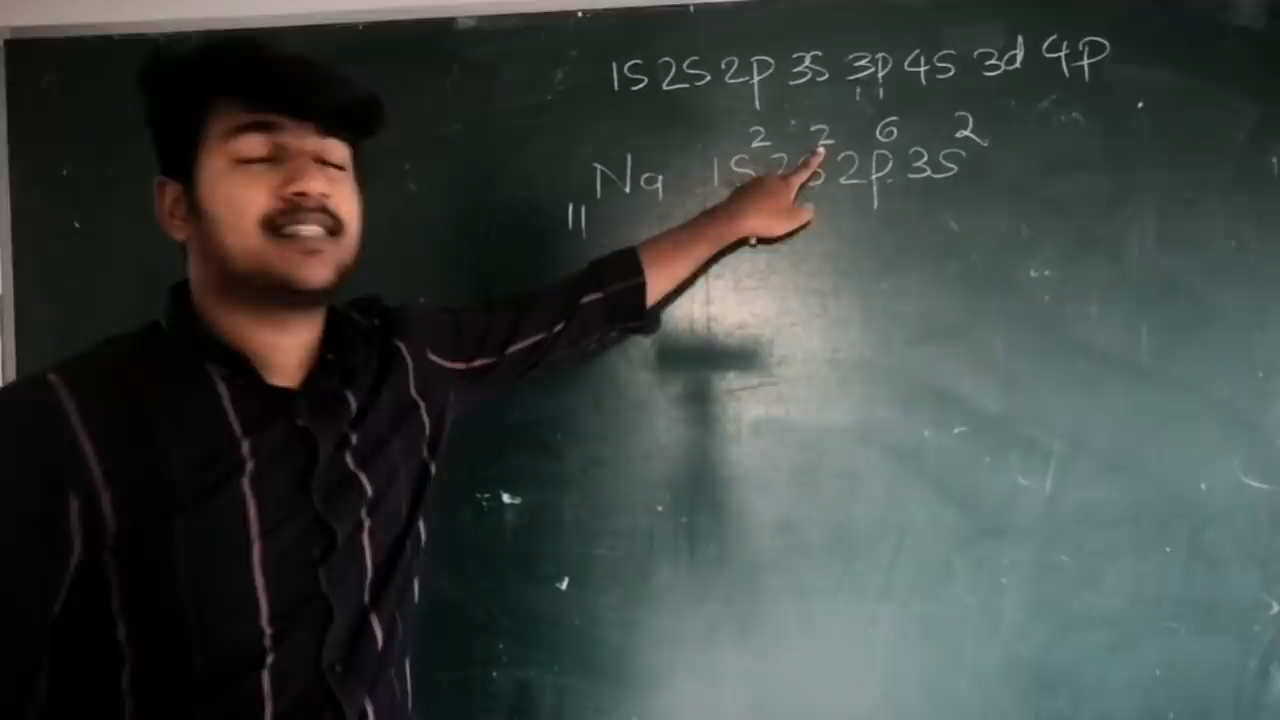 1S 2S 2p 3S 3p 4S 3d 4p
₁₁Na 1S² 2S² 2p⁶ 3S²